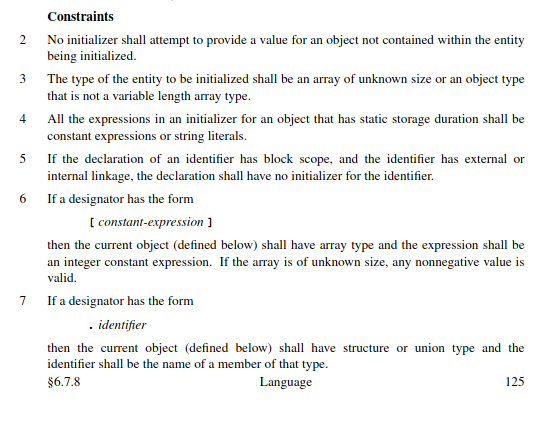 Constraints
2 No initializer shall attempt to provide a value for an object not contained within the entity
being initialized.
3 The type of the entity to be initialized shall be an array of unknown size or an object type
that is not a variable length array type.
4 All the expressions in an initializer for an object that has static storage duration shall be
constant expressions or string literals.
5 If the declaration of an identifier has block scope, and the identifier has external or
internal linkage, the declaration shall have no initializer for the identifier.
6 If a designator has the form
[ constant-expression ]
then the current object (defined below) shall have array type and the expression shall be
an integer constant expression. If the array is of unknown size, any nonnegative value is
valid.
7 If a designator has the form
. identifier
then the current object (defined below) shall have structure or union type and the
identifier shall be the name of a member of that type.
§6.7.8 Language 125